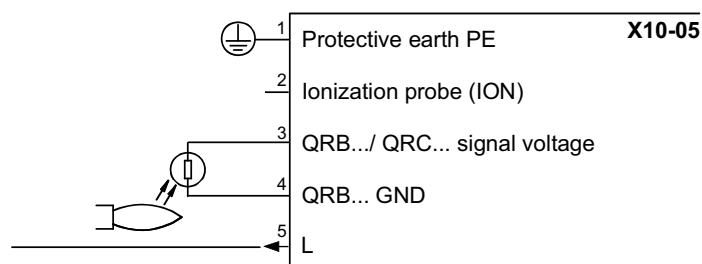 X10-05
1 Protective earth PE
2 Ionization probe (ION)
3 QRB.../ QRC... signal voltage
4 QRB... GND
5 L